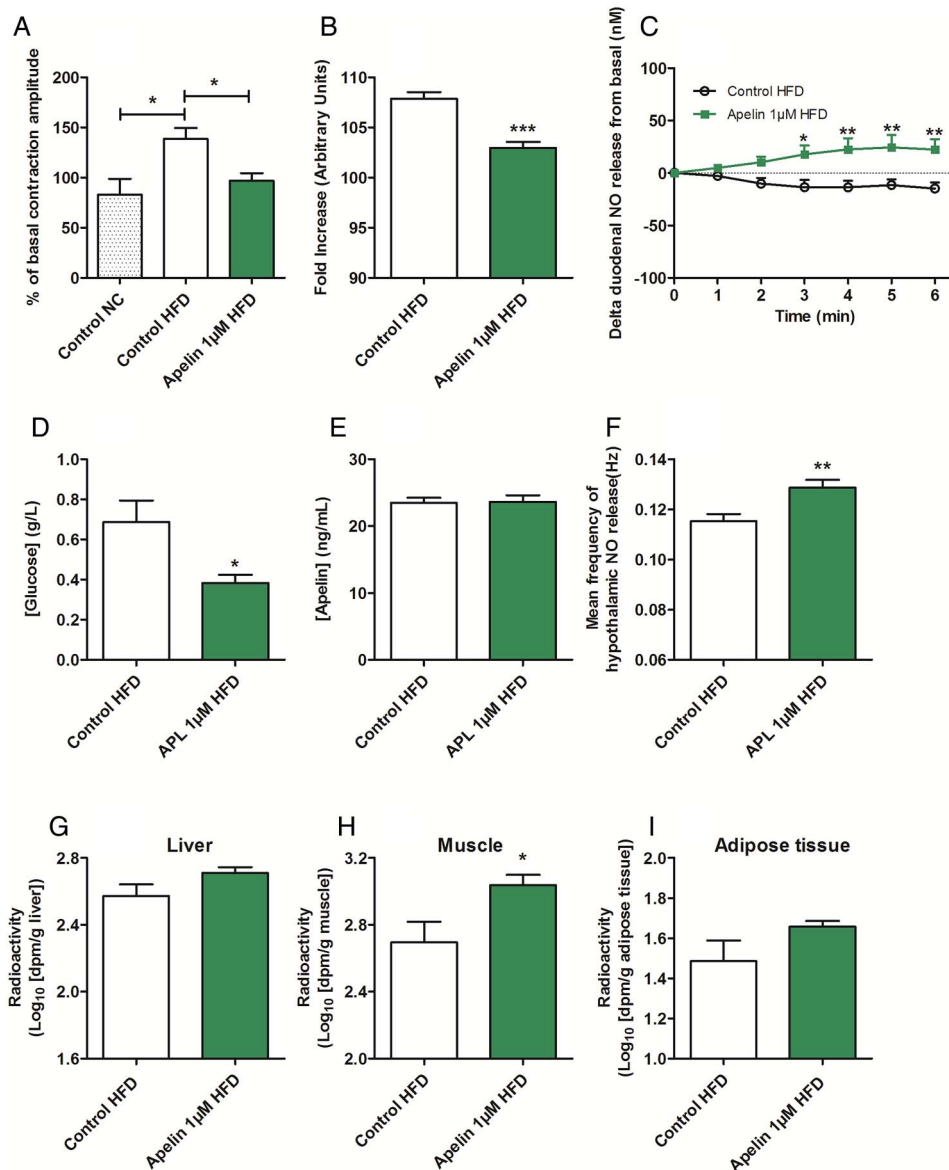 A
% of basal contraction amplitude
200
150
100
50
0
*
*
Control NC
Control HFD
Apelin 1µM HFD
B
Fold Increase (Arbitrary Units)
110
105
100
95
90
***
Control HFD
Apelin 1µM HFD
C
Delta duodenal NO release from basal (nM)
100
50
0
-50
-100
Control HFD
Apelin 1µM HFD
* ** ** **
0 1 2 3 4 5 6
Time (min)
D
[Glucose] (g/L)
1.0
0.8
0.6
0.4
0.2
0.0
*
Control HFD
APL 1µM HFD
E
[Apelin] (ng/mL)
30
20
10
0
Control HFD
APL 1µM HFD
F
Mean frequency of
hypothalamic NO release(Hz)
0.14
0.12
0.10
0.08
0.06
**
Control HFD
APL 1µM HFD
G
Liver
Radioactivity
(Log10 [dpm/g liver])
2.8
2.4
2.0
1.6
Control HFD
Apelin 1µM HFD
H
Muscle
Radioactivity
(Log10 [dpm/g muscle])
3.2
2.8
2.4
2.0
*
Control HFD
Apelin 1µM HFD
I
Adipose tissue
Radioactivity
(Log10 [dpm/g adipose tissue])
2.0
1.8
1.6
1.4
1.2
1.0
Control HFD
Apelin 1µM HFD